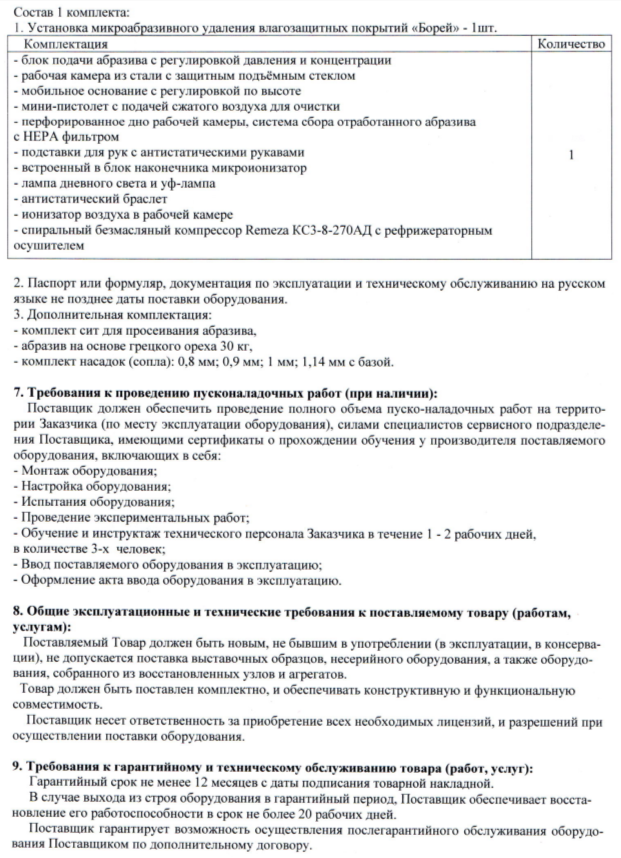 Состав 1 комплекта:
1. Установка микроабразивного удаления влагозащитных покрытий «Борей» - 1шт.
Комплектация Количество
- блок подачи абразива с регулировкой давления и концентрации
- рабочая камера из стали с защитным подъёмным стеклом
- мобильное основание с регулировкой по высоте
- мини-пистолет с подачей сжатого воздуха для очистки
- перфорированное дно рабочей камеры, система сбора отработанного абразива
с HEPA фильтром
- подставки для рук с антистатическими рукавами
- встроенный в блок наконечника микроионизатор
- лампа дневного света и уф-лампа
- антистатический браслет
- ионизатор воздуха в рабочей камере
- спиральный безмасляный компрессор Remeza КС3-8-270АД с рефрижераторным
осушителем
1
2. Паспорт или формуляр, документация по эксплуатации и техническому обслуживанию на русском
языке не позднее даты поставки оборудования.
3. Дополнительная комплектация:
- комплект сит для просеивания абразива,
- абразив на основе грецкого ореха 30 кг,
- комплект насадок (сопла): 0,8 мм; 0,9 мм; 1 мм; 1,14 мм с базой.
7. Требования к проведению пусконаладочных работ (при наличии):
Поставщик должен обеспечить проведение полного объема пуско-наладочных работ на террито-
рии Заказчика (по месту эксплуатации оборудования), силами специалистов сервисного подразделе-
ния Поставщика, имеющими сертификаты о прохождении обучения у производителя поставляемого
оборудования, включающих в себя:
- Монтаж оборудования;
- Настройка оборудования;
- Испытания оборудования;
- Проведение экспериментальных работ;
- Обучение и инструктаж технического персонала Заказчика в течение 1 - 2 рабочих дней,
в количестве 3-х человек;
- Ввод поставляемого оборудования в эксплуатацию;
- Оформление акта ввода оборудования в эксплуатацию.
8. Общие эксплуатационные и технические требования к поставляемому товару (работам,
услугам):
Поставляемый Товар должен быть новым, не бывшим в употреблении (в эксплуатации, в консерва-
ции), не допускается поставка выставочных образцов, несерийного оборудования, а также оборудо-
вания, собранного из восстановленных узлов и агрегатов.
Товар должен быть поставлен комплектно, и обеспечивать конструктивную и функциональную
совместимость.
Поставщик несет ответственность за приобретение всех необходимых лицензий, и разрешений при
осуществлении поставки оборудования.
9. Требования к гарантийному и техническому обслуживанию товара (работ, услуг):
Гарантийный срок не менее 12 месяцев с даты подписания товарной накладной.
В случае выхода из строя оборудования в гарантийный период, Поставщик обеспечивает восста-
новление его работоспособности в срок не более 20 рабочих дней.
Поставщик гарантирует возможность осуществления послегарантийного обслуживания оборудо-
вания Поставщиком по дополнительному договору.